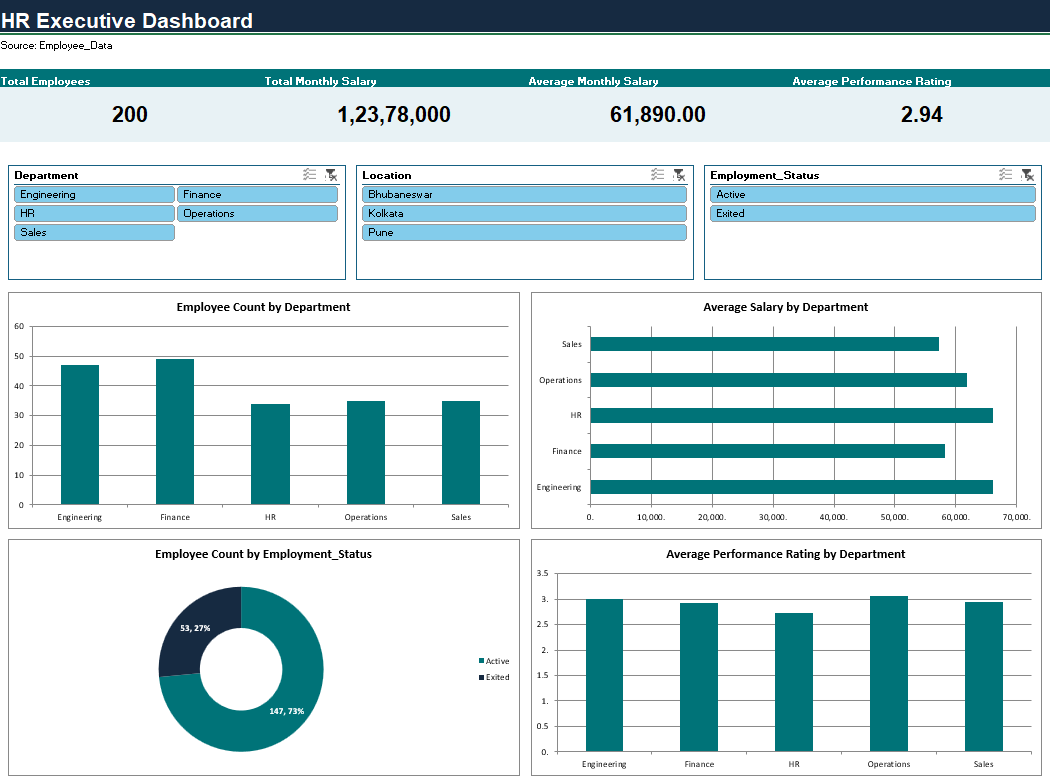 HR Executive Dashboard
Source: Employee_Data
Total Employees Total Monthly Salary Average Monthly Salary Average Performance Rating
200 1,23,78,000 61,890.00 2.94
Department
Engineering Finance
HR Operations
Sales
Location
Bhubaneswar
Kolkata
Pune
Employment_Status
Active
Exited
Employee Count by Department
60
50
40
30
20
10
0
Engineering Finance HR Operations Sales
Average Salary by Department
Sales
Operations
HR
Finance
Engineering
0. 10,000. 20,000. 30,000. 40,000. 50,000. 60,000. 70,000.
Employee Count by Employment_Status
53, 27%
147, 73%
Active
Exited
Average Performance Rating by Department
3.5
3.
2.5
2.
1.5
1.
0.5
0.
Engineering Finance HR Operations Sales